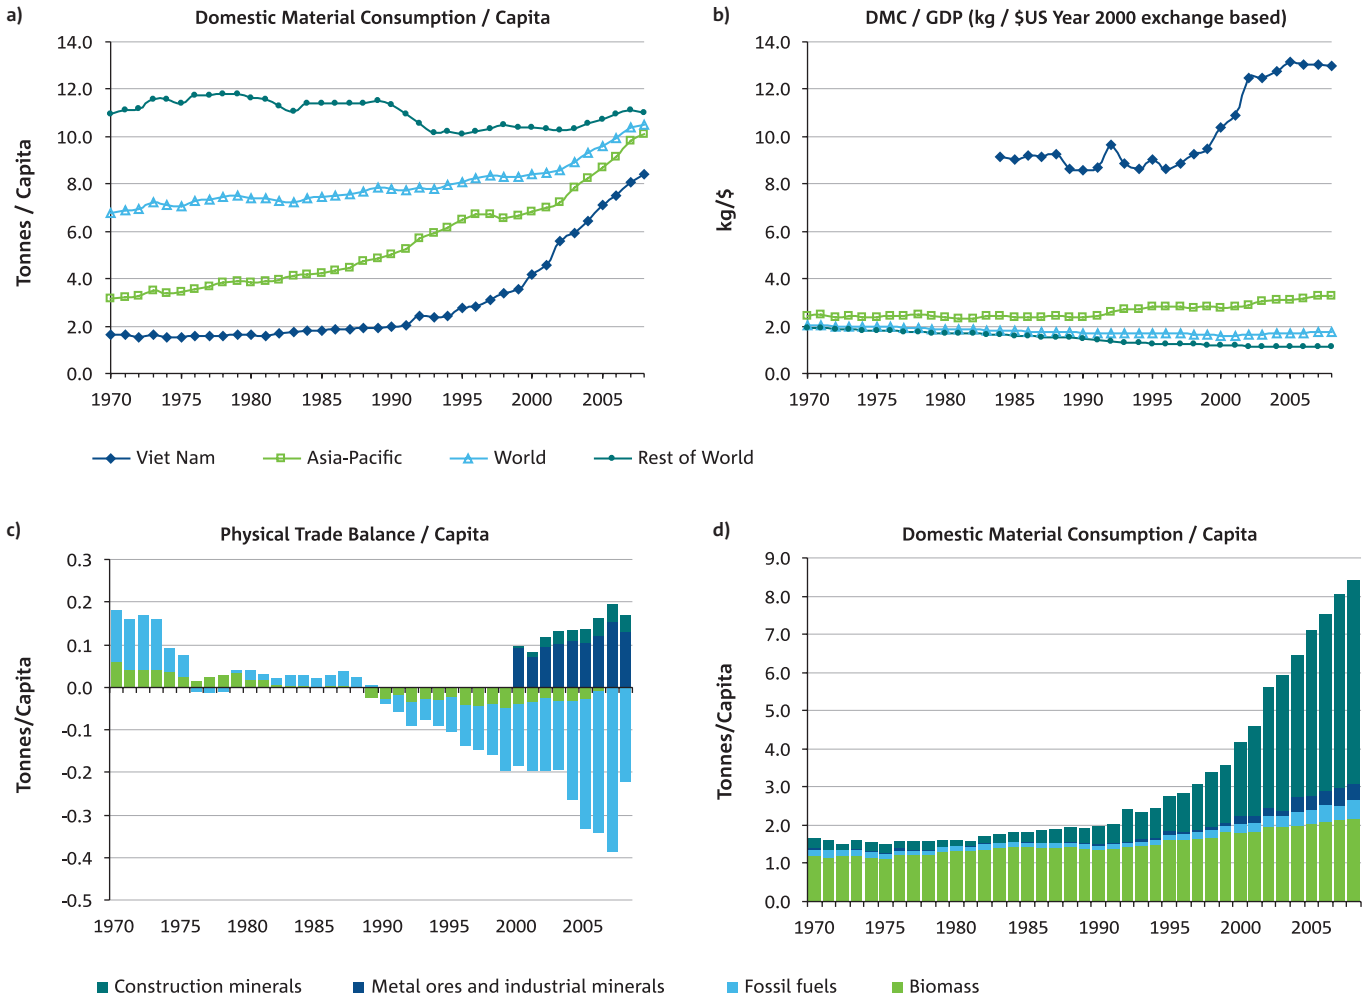 a)
Domestic Material Consumption / Capita
Tonnes / Capita
14.0
12.0
10.0
8.0
6.0
4.0
2.0
0.0
1970 1975 1980 1985 1990 1995 2000 2005
b)
DMC / GDP (kg / $US Year 2000 exchange based)
kg/$
14.0
12.0
10.0
8.0
6.0
4.0
2.0
0.0
1970 1975 1980 1985 1990 1995 2000 2005
Viet Nam Asia-Pacific World Rest of World
c)
Physical Trade Balance / Capita
Tonnes/Capita
0.3
0.2
0.1
0.0
-0.1
-0.2
-0.3
-0.4
-0.5
1970 1975 1980 1985 1990 1995 2000 2005
d)
Domestic Material Consumption / Capita
Tonnes/Capita
9.0
8.0
7.0
6.0
5.0
4.0
3.0
2.0
1.0
0.0
1970 1975 1980 1985 1990 1995 2000 2005
Construction minerals Metal ores and industrial minerals Fossil fuels Biomass